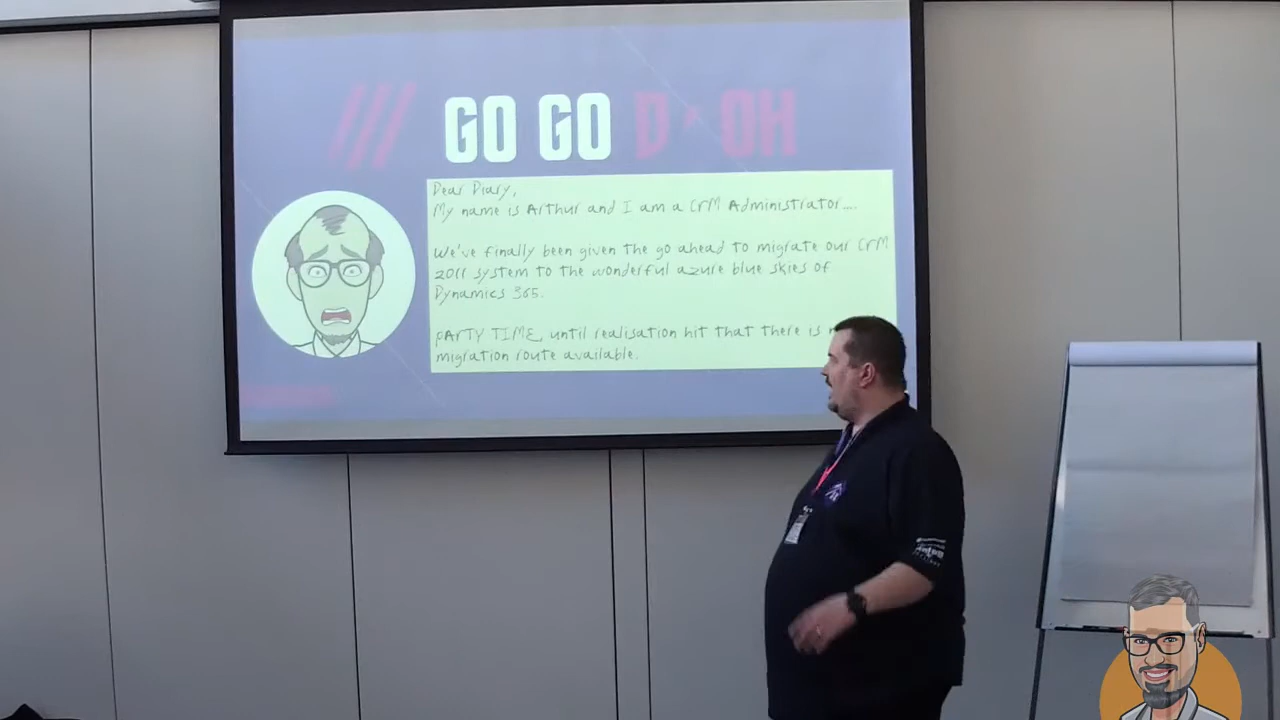 /// GO GO D'OH
Dear Diary,
My name is Arthur and I am a CRM Administrator....
We've finally been given the go ahead to migrate our CRM
2011 system to the wonderful azure blue skies of
Dynamics 365.
PARTY TIME, until realisation hit that there is
migration route available.